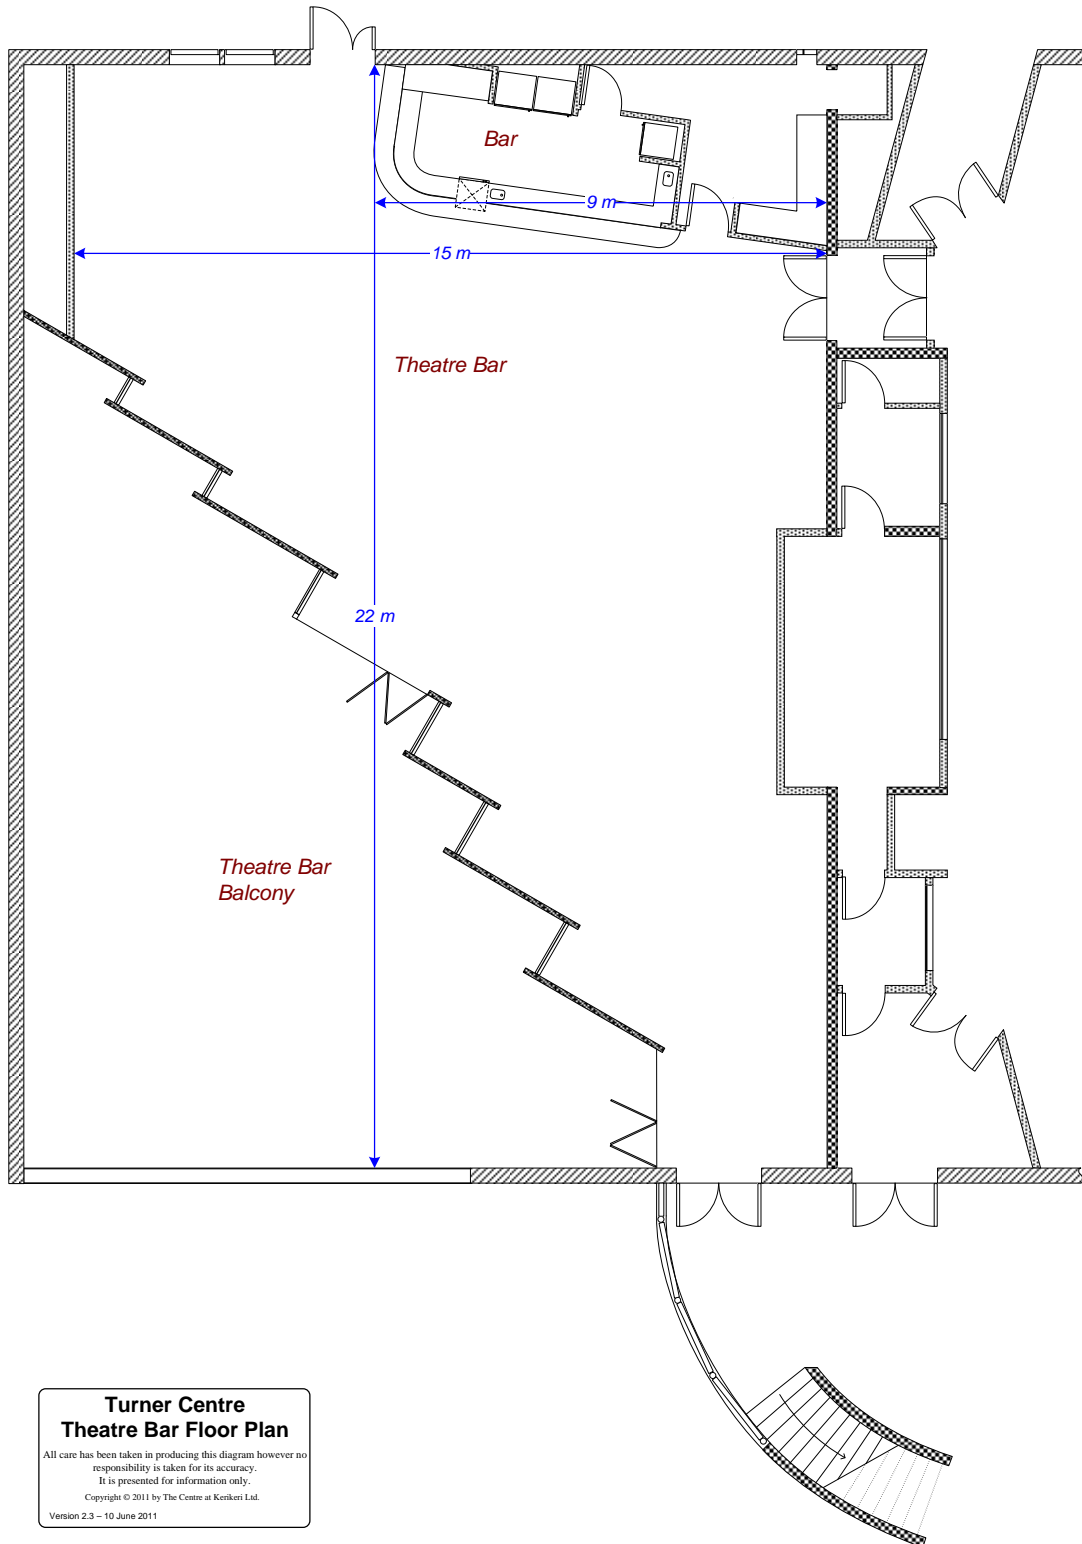 Bar
9 m
15 m
Theatre Bar
22 m
Theatre Bar
Balcony
Turner Centre
Theatre Bar Floor Plan
All care has been taken in producing this diagram however no
responsibility is taken for its accuracy.
It is presented for information only.
Copyright © 2011 by The Centre at Kerikeri Ltd.
Version 2.3 – 10 June 2011